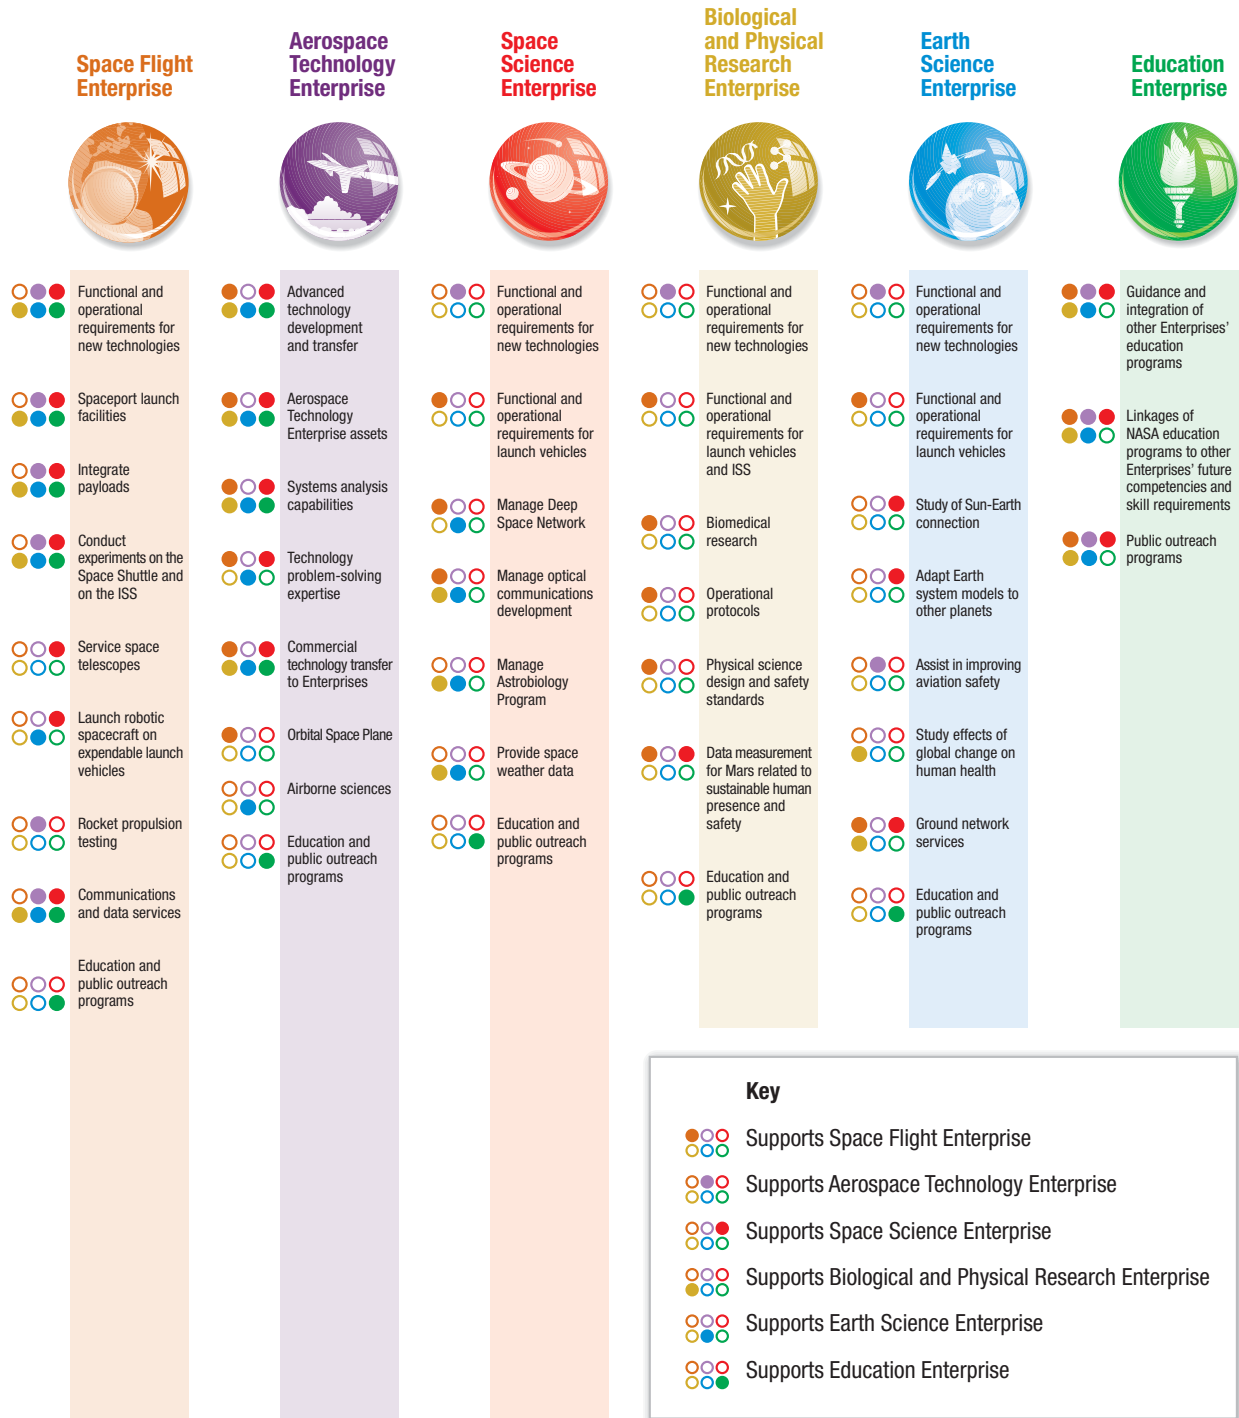 Space Flight
Enterprise
Aerospace
Technology
Enterprise
Space
Science
Enterprise
Biological
and Physical
Research
Enterprise
Earth
Science
Enterprise
Education
Enterprise
Functional and
operational
requirements for
new technologies
Spaceport launch
facilities
Integrate
payloads
Conduct
experiments on the
Space Shuttle and
on the ISS
Service space
telescopes
Launch robotic
spacecraft on
expendable launch
vehicles
Rocket propulsion
testing
Communications
and data services
Education and
public outreach
programs
Advanced
technology
development
and transfer
Aerospace
Technology
Enterprise assets
Systems analysis
capabilities
Technology
problem-solving
expertise
Commercial
technology transfer
to Enterprises
Orbital Space Plane
Airborne sciences
Education and
public outreach
programs
Functional and
operational
requirements for
new technologies
Functional and
operational
requirements for
launch vehicles
Manage Deep
Space Network
Manage optical
communications
development
Manage
Astrobiology
Program
Provide space
weather data
Education and
public outreach
programs
Functional and
operational
requirements for
new technologies
Functional and
operational
requirements for
launch vehicles
and ISS
Biomedical
research
Operational
protocols
Physical science
design and safety
standards
Data measurement
for Mars related to
sustainable human
presence and
safety
Education and
public outreach
programs
Functional and
operational
requirements for
new technologies
Functional and
operational
requirements for
launch vehicles
Study of Sun-Earth
connection
Adapt Earth
system models to
other planets
Assist in improving
aviation safety
Study effects of
global change on
human health
Ground network
services
Education and
public outreach
programs
Guidance and
integration of
other Enterprises’
education
programs
Linkages of
NASA education
programs to other
Enterprises’ future
competencies and
skill requirements
Public outreach
programs
Key
Supports Space Flight Enterprise
Supports Aerospace Technology Enterprise
Supports Space Science Enterprise
Supports Biological and Physical Research Enterprise
Supports Earth Science Enterprise
Supports Education Enterprise